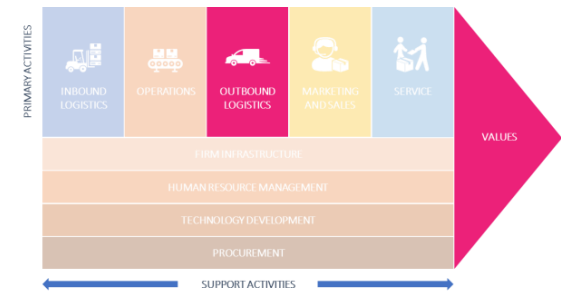 PRIMARY ACTIVITIES
INBOUND
LOGISTICS
OPERATIONS
OUTBOUND
LOGISTICS
MARKETING
AND SALES
SERVICE
VALUES
FIRM INFRASTRUCTURE
HUMAN RESOURCE MANAGEMENT
TECHNOLOGY DEVELOPMENT
PROCUREMENT
SUPPORT ACTIVITIES